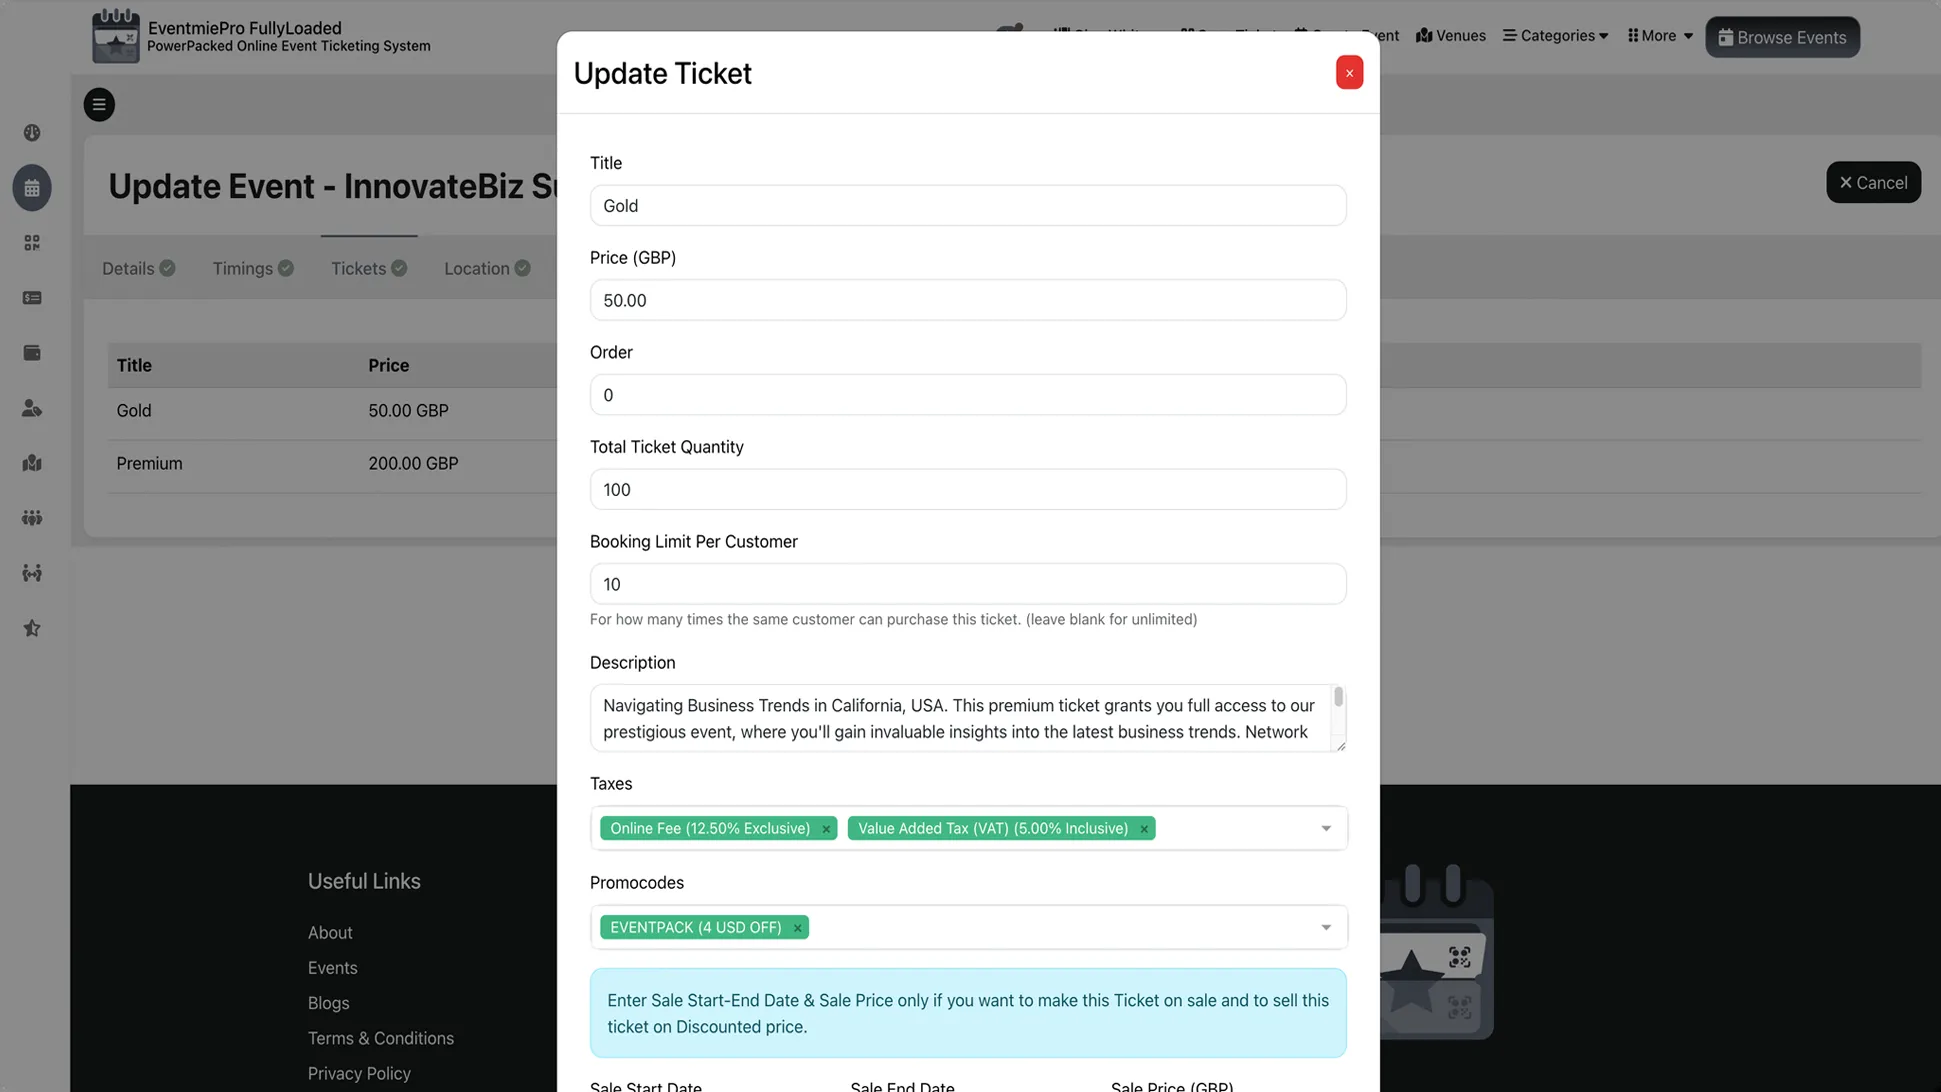 EventmiePro FullyLoaded
PowerPacked Online Event Ticketing System
Venues
Categories
More
Browse Events
Update Ticket
×
Update Event - InnovateBiz
Cancel
Details
Timings
Tickets
Location
Title
Price
Gold
50.00 GBP
Premium
200.00 GBP
Title
Gold
Price (GBP)
50.00
Order
0
Total Ticket Quantity
100
Booking Limit Per Customer
10
For how many times the same customer can purchase this ticket. (leave blank for unlimited)
Description
Navigating Business Trends in California, USA. This premium ticket grants you full access to our
prestigious event, where you'll gain invaluable insights into the latest business trends. Network
Taxes
Online Fee (12.50% Exclusive) × Value Added Tax (VAT) (5.00% Inclusive) ×
Promocodes
EVENTPACK (4 USD OFF) ×
Enter Sale Start-End Date & Sale Price only if you want to make this Ticket on sale and to sell this
ticket on Discounted price.
Sale Start Date
Sale End Date
Sale Price (GBP)
Useful Links
About
Events
Blogs
Terms & Conditions
Privacy Policy